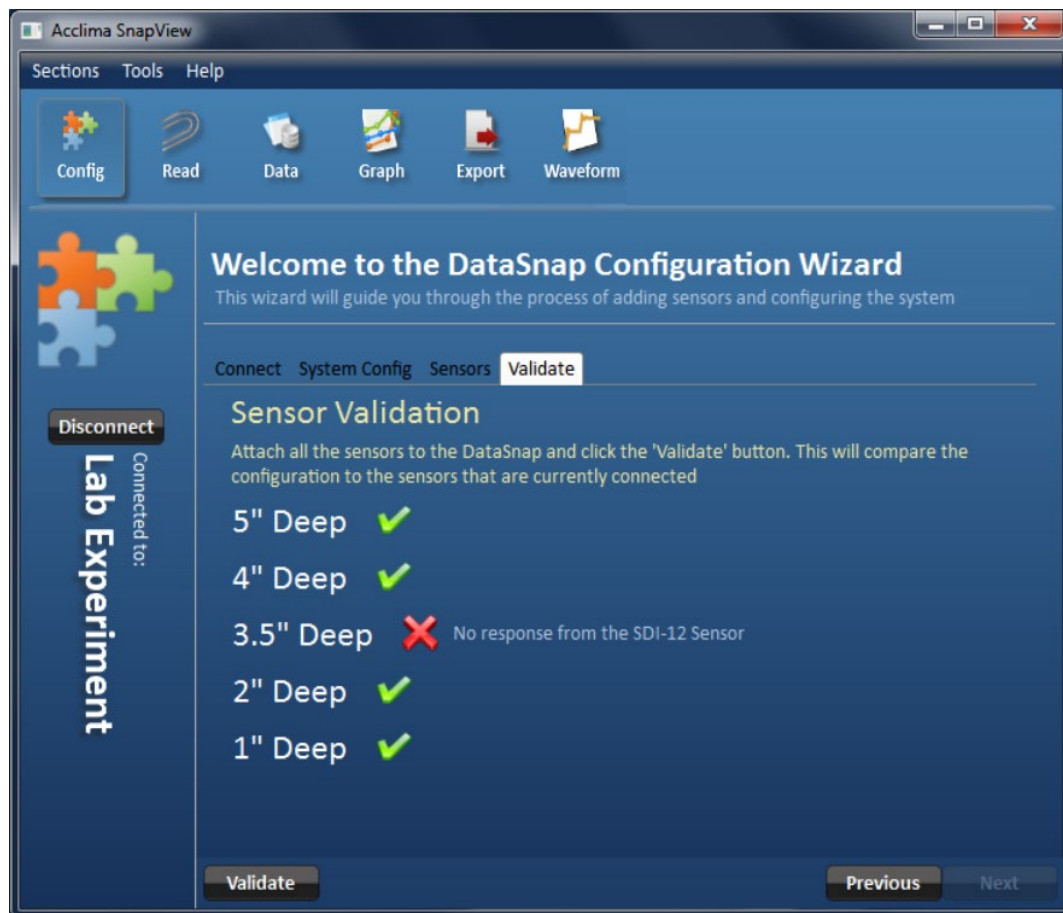 Acclima SnapView
Sections Tools Help
Config Read Data Graph Export Waveform
Welcome to the DataSnap Configuration Wizard
This wizard will guide you through the process of adding sensors and configuring the system
Connect System Config Sensors Validate
Disconnect
Connected to:
Lab Experiment
Sensor Validation
Attach all the sensors to the DataSnap and click the 'Validate' button. This will compare the
configuration to the sensors that are currently connected
5" Deep
4" Deep
3.5" Deep No response from the SDI-12 Sensor
2" Deep
1" Deep
Validate Previous Next